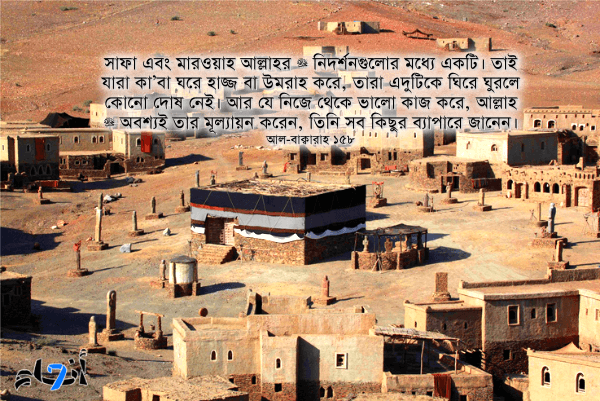 সাফা এবং মারওয়াহ আল্লাহর ﷻ নিদর্শনগুলোর মধ্যে একটি। তাই
যারা কা'বা ঘরে হাজ্জ বা উমরাহ করে, তারা এদুটিকে ঘিরে ঘুরলে
কোনো দোষ নেই। আর যে নিজে থেকে ভালো কাজ করে, আল্লাহ
ﷻ অবশ্যই তার মূল্যায়ন করেন, তিনি সব কিছুর ব্যাপারে জানেন।
আল-বাক্বারাহ ১৫৮